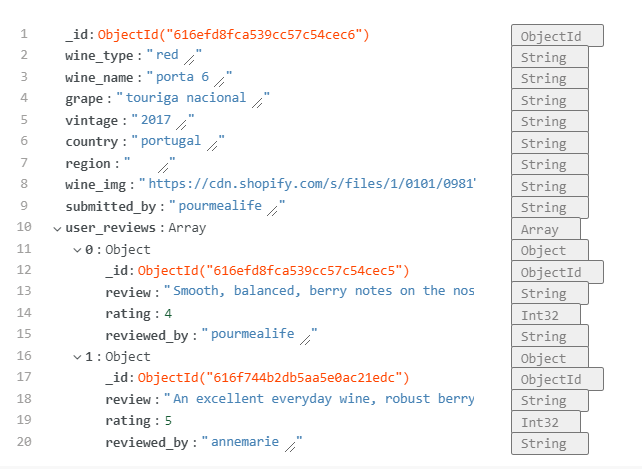 1 _id:ObjectId("616efd8fca539cc57c54cec6") ObjectId
2 wine_type:"red" String
3 wine_name:"porta 6" String
4 grape:"touriga nacional" String
5 vintage:"2017" String
6 country:"portugal" String
7 region:" " String
8 wine_img:"https://cdn.shopify.com/s/files/1/0101/0981 String
9 submitted_by:"pourmealife" String
10 user_reviews:Array Array
11 0:Object Object
12 _id:ObjectId("616efd8fca539cc57c54cec5") ObjectId
13 review:"Smooth, balanced, berry notes on the nos String
14 rating:4 Int32
15 reviewed_by:"pourmealife" String
16 1:Object Object
17 _id:ObjectId("616f744b2db5aa5e0ac21edc") ObjectId
18 review:"An excellent everyday wine, robust berry String
19 rating:5 Int32
20 reviewed_by:"annemarie" String